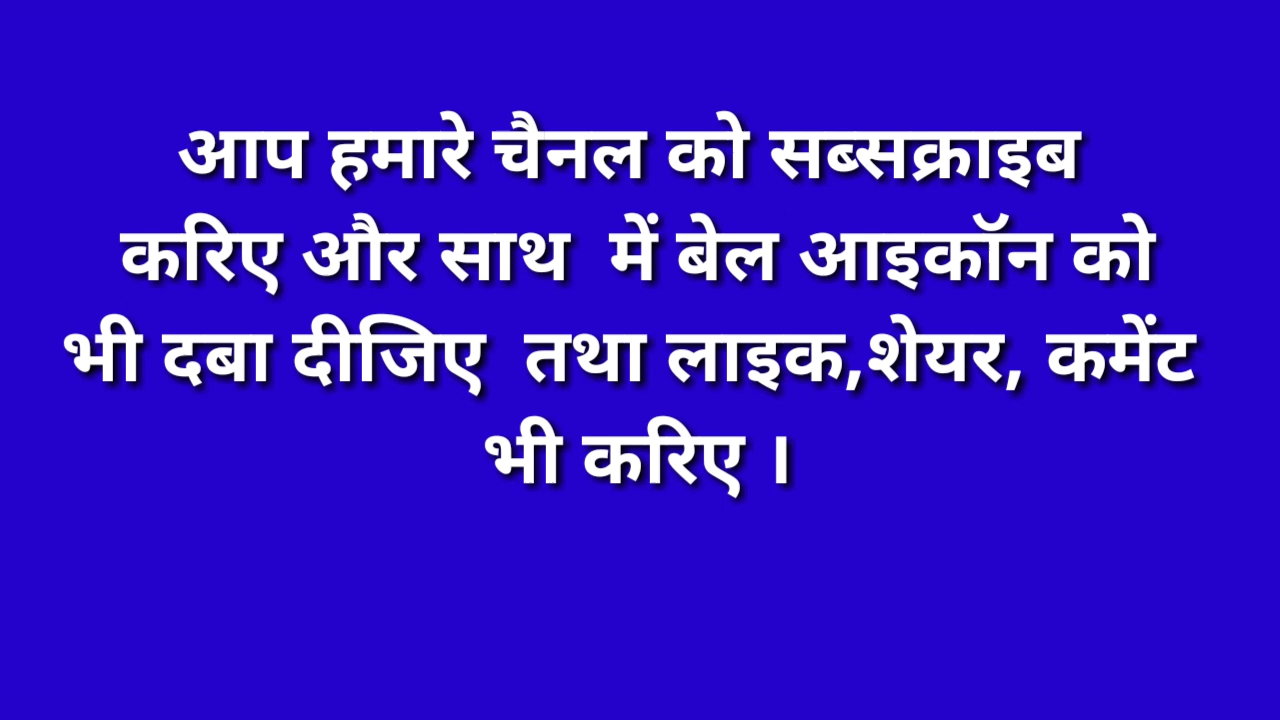 आप हमारे चैनल को सब्सक्राइब
करिए और साथ  में बेल आइकॉन को
भी दबा दीजिए  तथा लाइक,शेयर, कमेंट
भी करिए ।